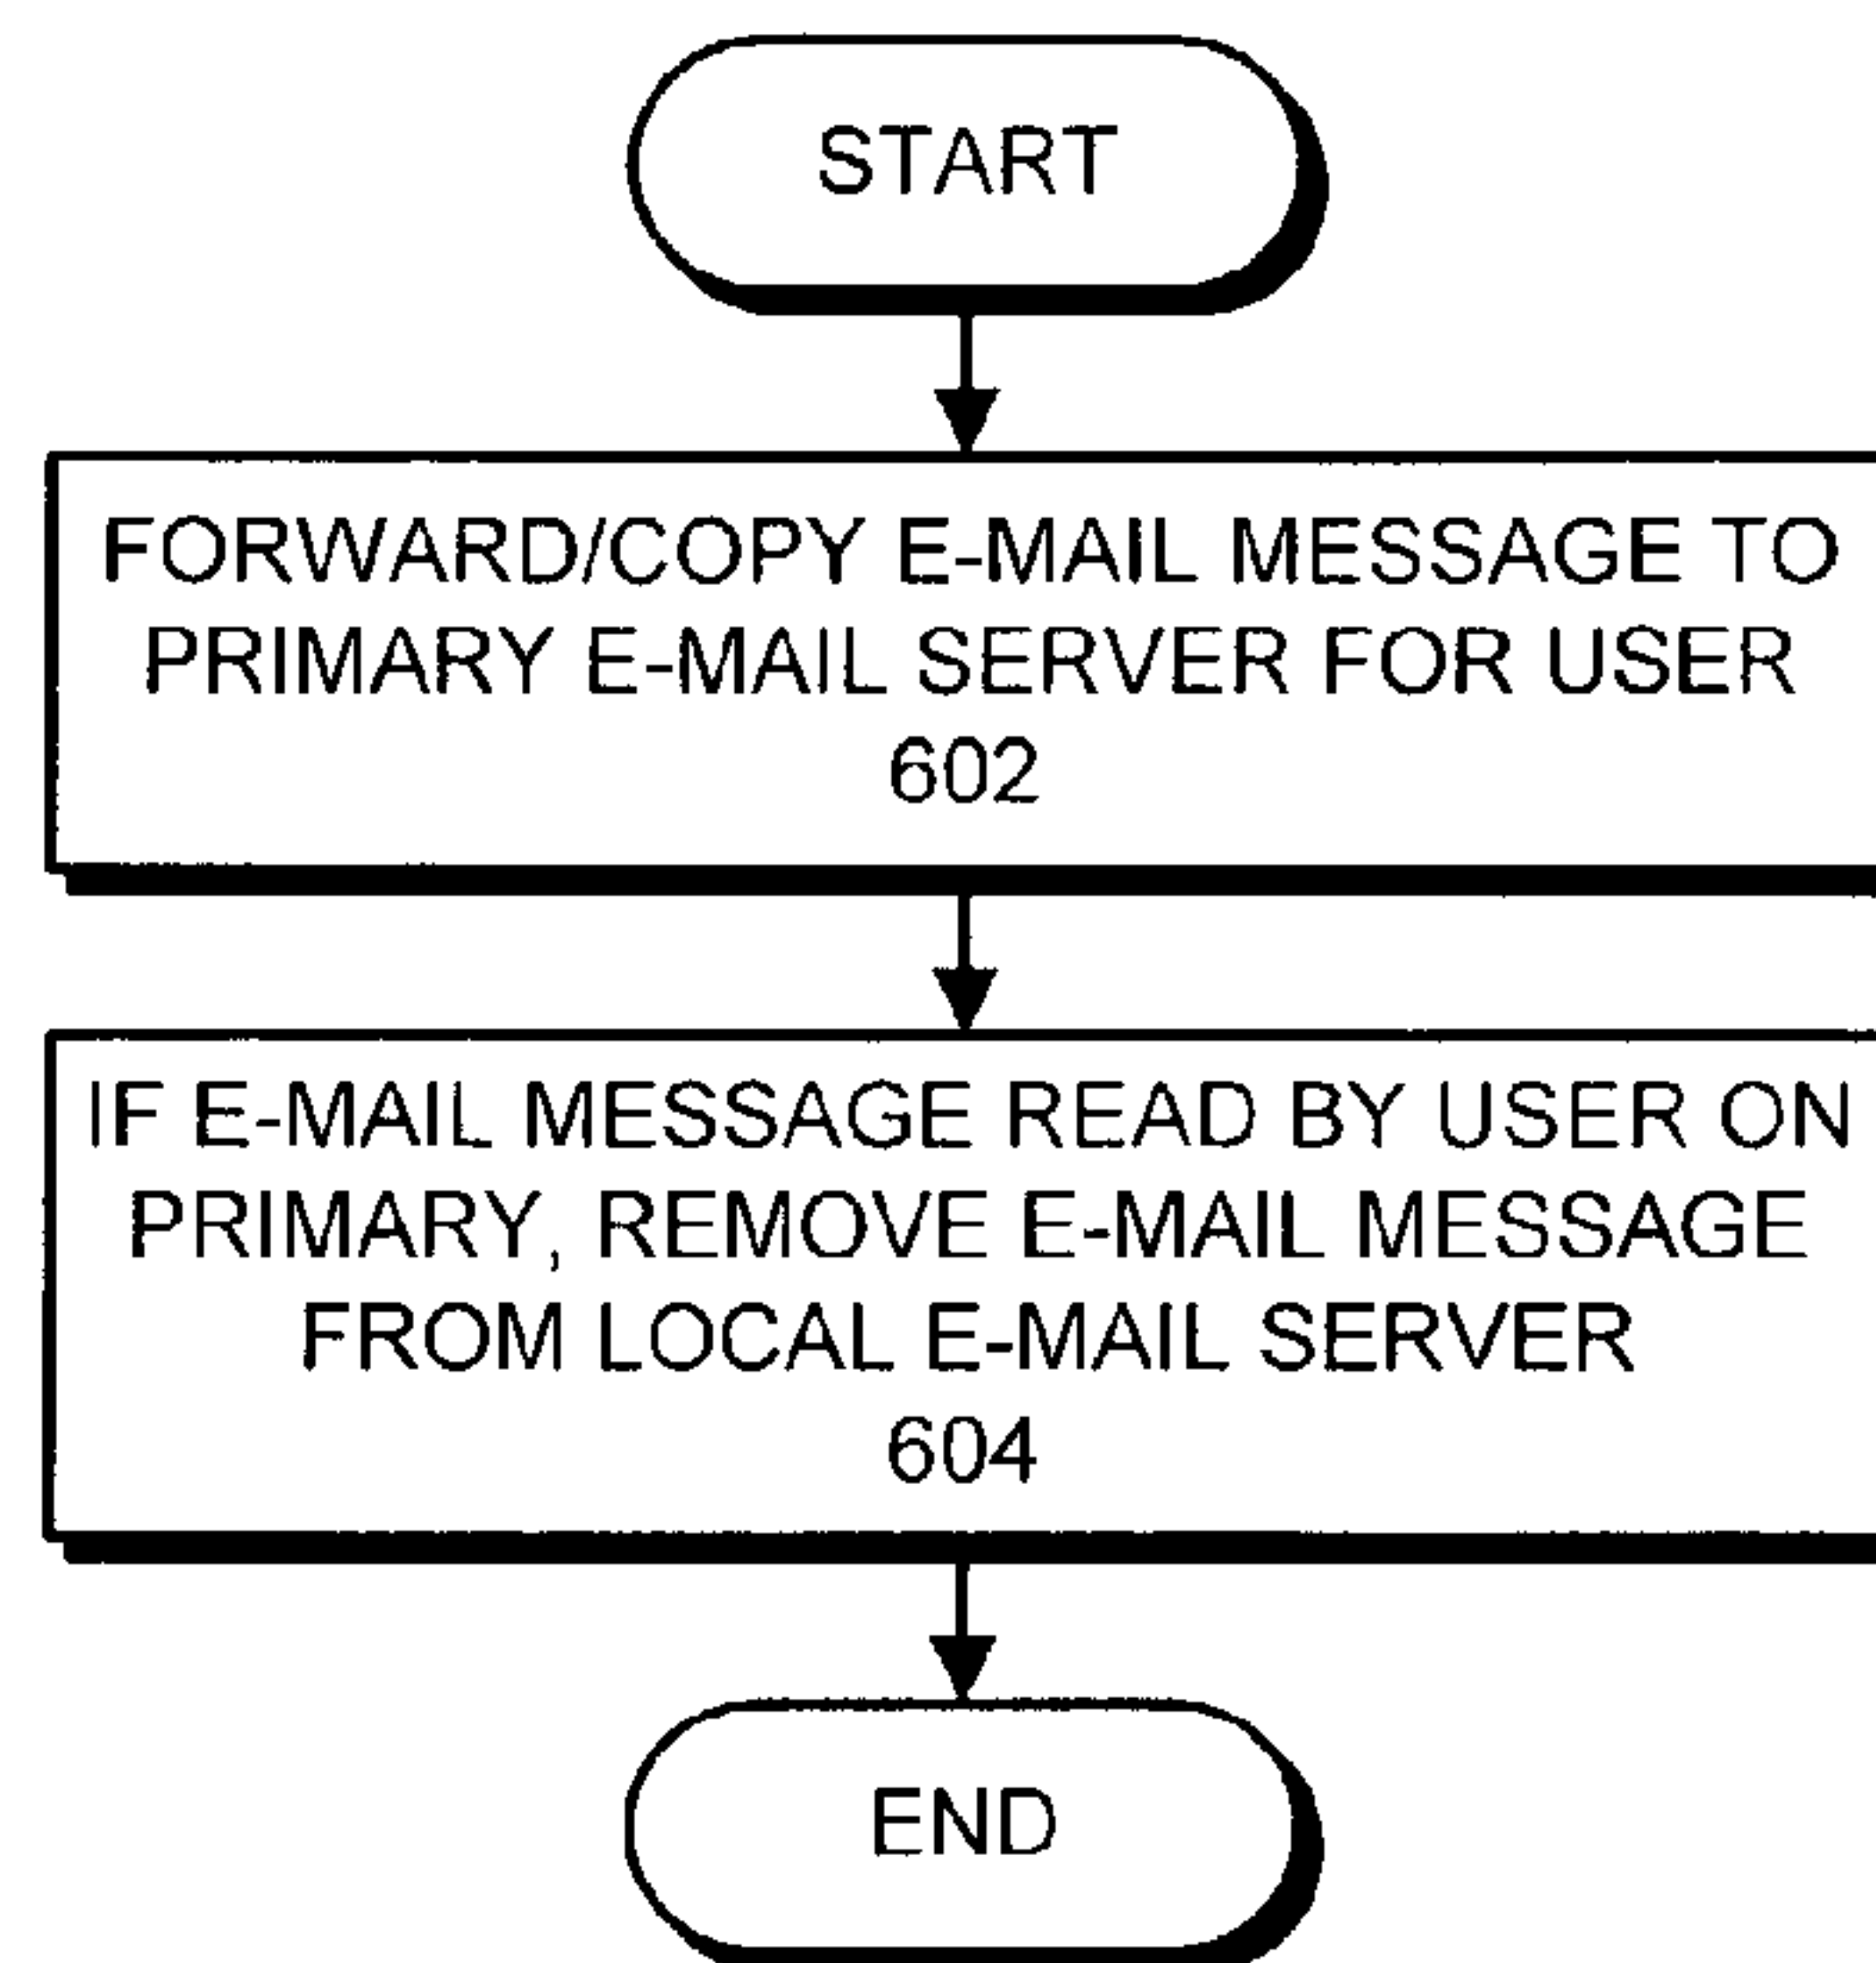 START
FORWARD/COPY E-MAIL MESSAGE TO
PRIMARY E-MAIL SERVER FOR USER
602
IF E-MAIL MESSAGE READ BY USER ON
PRIMARY, REMOVE E-MAIL MESSAGE
FROM LOCAL E-MAIL SERVER
604
END